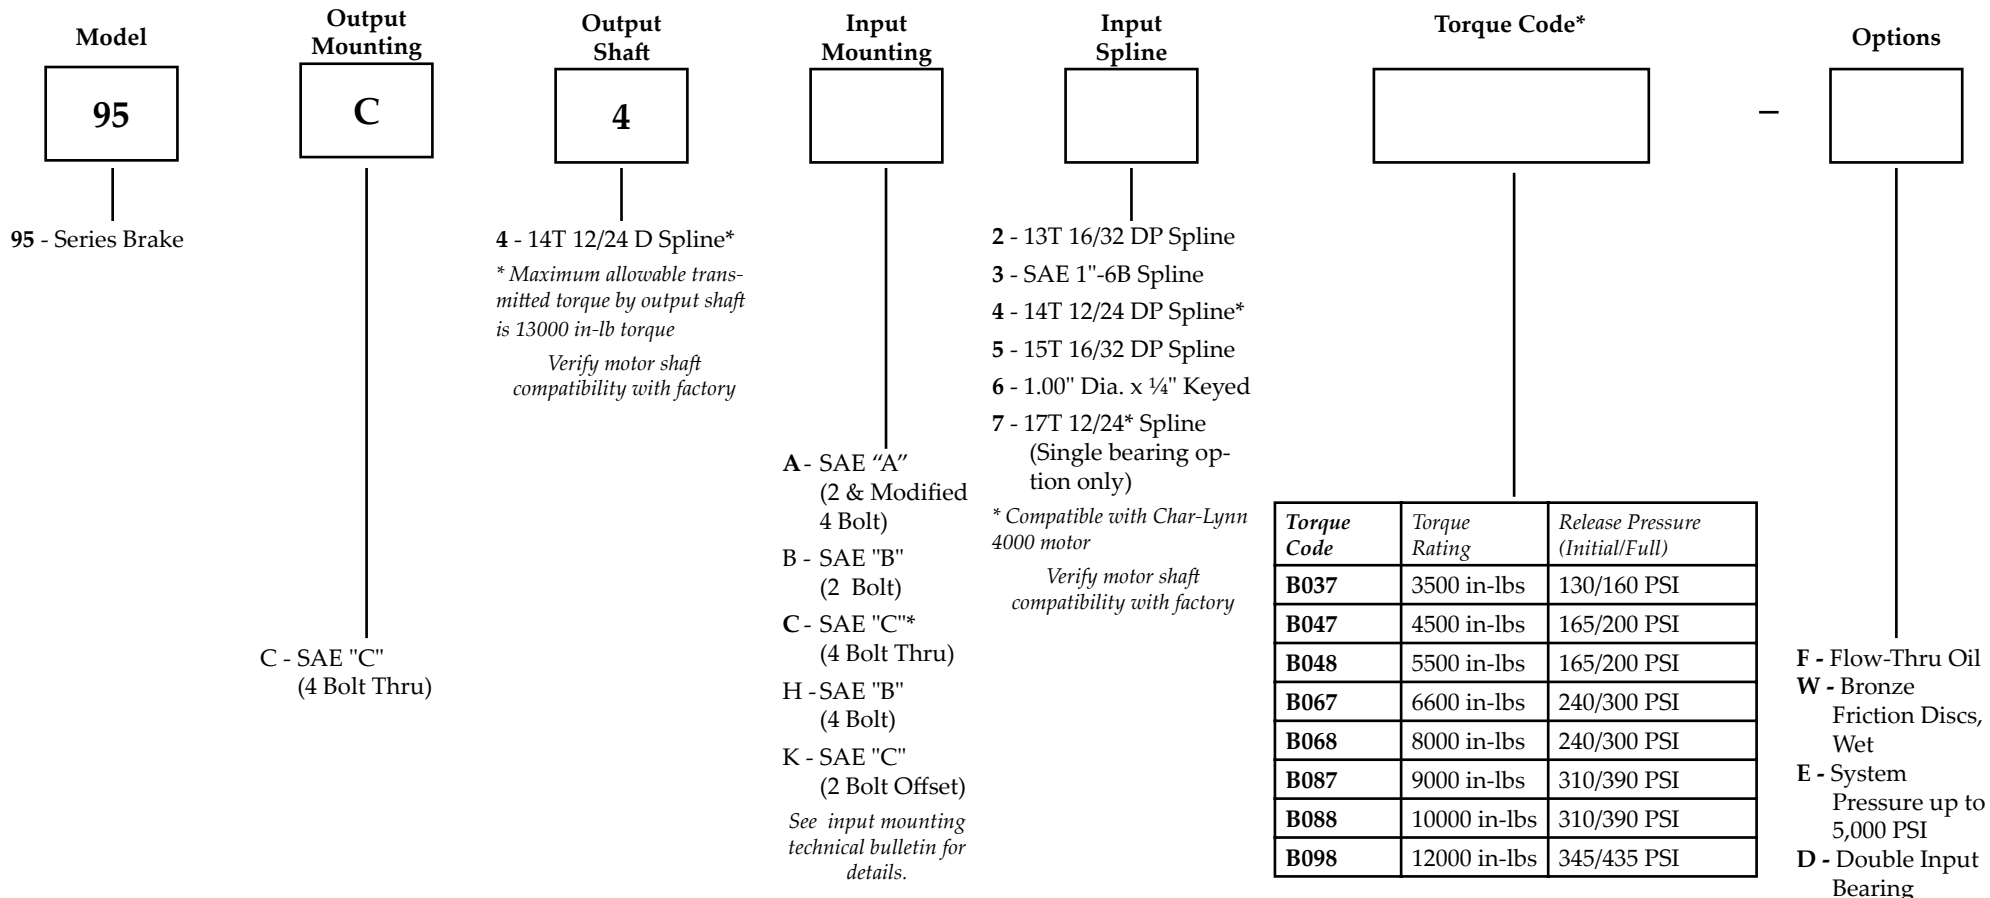 Model
95
95 - Series Brake
Output
Mounting
C
C - SAE "C"
(4 Bolt Thru)
Output
Shaft
4
4 - 14T 12/24 D Spline*
* Maximum allowable trans-
mitted torque by output shaft
is 13000 in-lb torque
Verify motor shaft
compatibility with factory
Input
Mounting
A - SAE “A”
(2 & Modified
4 Bolt)
B - SAE "B"
(2 Bolt)
C - SAE "C"*
(4 Bolt Thru)
H - SAE "B"
(4 Bolt)
K - SAE "C"
(2 Bolt Offset)
See input mounting
technical bulletin for
details.
Input
Spline
2 - 13T 16/32 DP Spline
3 - SAE 1"-6B Spline
4 - 14T 12/24 DP Spline*
5 - 15T 16/32 DP Spline
6 - 1.00" Dia. x ¼" Keyed
7 - 17T 12/24* Spline
(Single bearing op-
tion only)
* Compatible with Char-Lynn
4000 motor
Verify motor shaft
compatibility with factory
Torque Code*
–
Torque Code Torque Rating Release Pressure (Initial/Full)
B037 3500 in-lbs 130/160 PSI
B047 4500 in-lbs 165/200 PSI
B048 5500 in-lbs 165/200 PSI
B067 6600 in-lbs 240/300 PSI
B068 8000 in-lbs 240/300 PSI
B087 9000 in-lbs 310/390 PSI
B088 10000 in-lbs 310/390 PSI
B098 12000 in-lbs 345/435 PSI
Options
F - Flow-Thru Oil
W - Bronze
Friction Discs,
Wet
E - System
Pressure up to
5,000 PSI
D - Double Input
Bearing